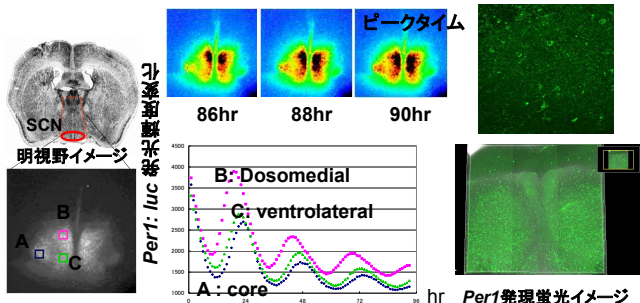 ピークタイム
86hr
88hr
90hr
SCN
明視野イメージ
Per1: luc 発光輝度変化
B
A
C
4500
4000
3500
3000
2500
2000
1500
1000
B: Dosomedial
C: ventrolateral
A : core
0
24
48
72
96
hr
Per1発現蛍光イメージ